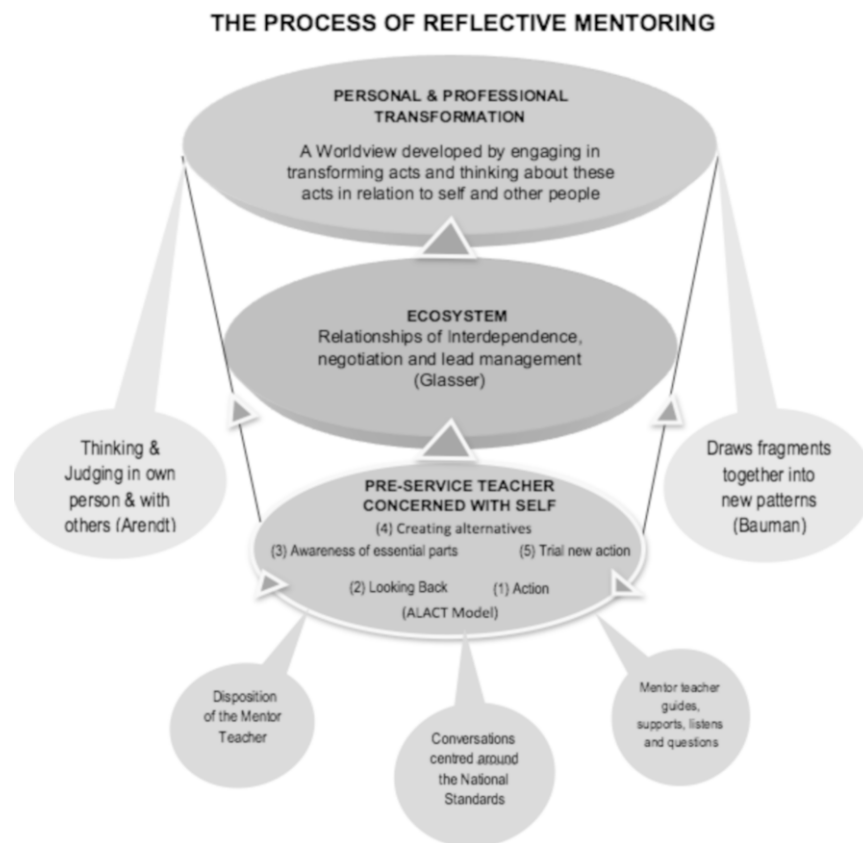 THE PROCESS OF REFLECTIVE MENTORING
PERSONAL & PROFESSIONAL
TRANSFORMATION
A Worldview developed by engaging in
transforming acts and thinking about these
acts in relation to self and other people
ECOSYSTEM
Relationships of Interdependence,
negotiation and lead management
(Glasser)
Thinking &
Judging in own
person & with
others (Arendt)
Draws fragments
together into
new patterns
(Bauman)
PRE-SERVICE TEACHER
CONCERNED WITH SELF
(4) Creating alternatives
(3) Awareness of essential parts (5) Trial new action
(2) Looking Back (1) Action
(ALACT Model)
Disposition
of the Mentor
Teacher
Conversations
centred around
the National
Standards
Mentor teacher
guides,
supports, listens
and questions